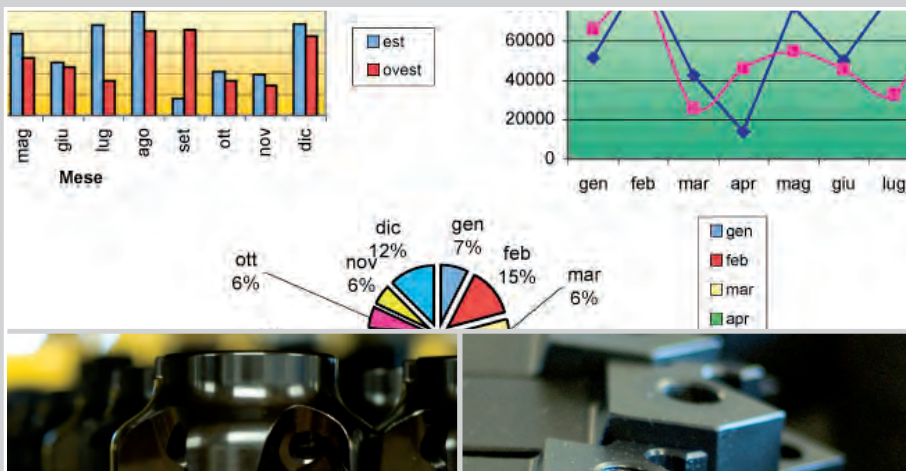 est
ovest
mag giu lug ago set ott nov dic
Mese
60000
40000
20000
0
gen feb mar apr mag giu lug
dic
12%
gen
7%
feb
15%
mar
6%
nov
6%
ott
6%
gen
feb
mar
apr